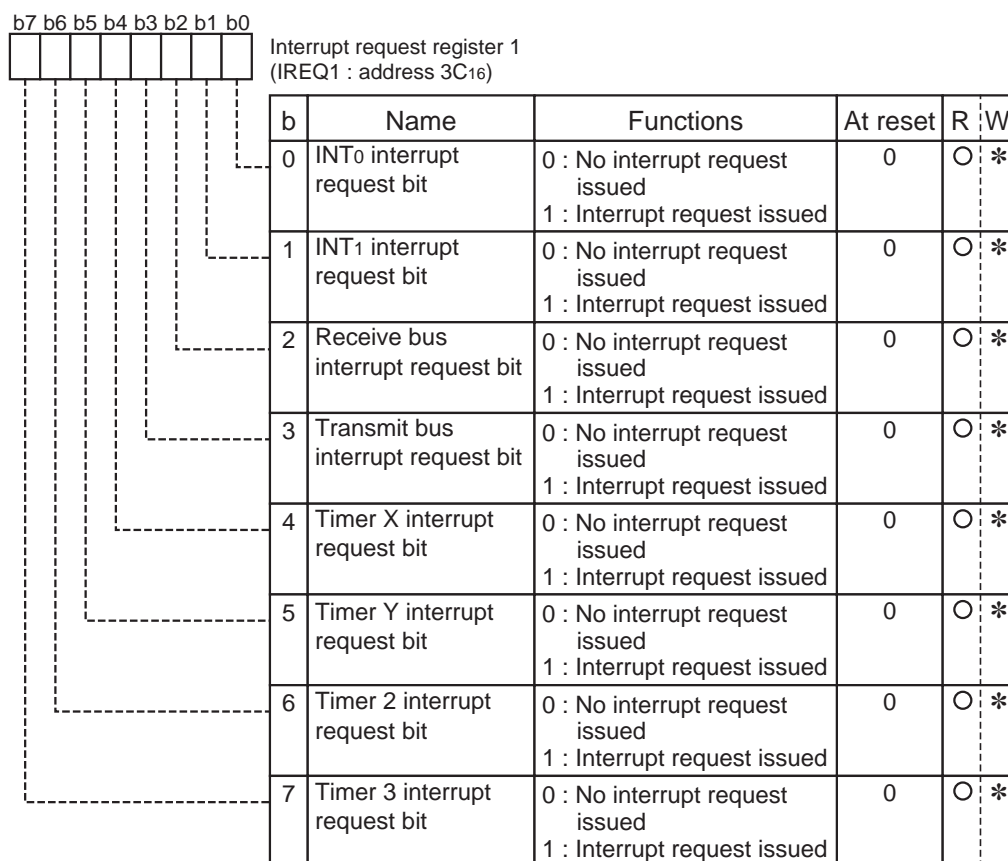 b7 b6 b5 b4 b3 b2 b1 b0
Interrupt request register 1
(IREQ1 : address 3C16)
b Name Functions At reset R W
0 INT0 interrupt request bit 0 : No interrupt request issued 1 : Interrupt request issued 0 O ✻
1 INT1 interrupt request bit 0 : No interrupt request issued 1 : Interrupt request issued 0 O ✻
2 Receive bus interrupt request bit 0 : No interrupt request issued 1 : Interrupt request issued 0 O ✻
3 Transmit bus interrupt request bit 0 : No interrupt request issued 1 : Interrupt request issued 0 O ✻
4 Timer X interrupt request bit 0 : No interrupt request issued 1 : Interrupt request issued 0 O ✻
5 Timer Y interrupt request bit 0 : No interrupt request issued 1 : Interrupt request issued 0 O ✻
6 Timer 2 interrupt request bit 0 : No interrupt request issued 1 : Interrupt request issued 0 O ✻
7 Timer 3 interrupt request bit 0 : No interrupt request issued 1 : Interrupt request issued 0 O ✻